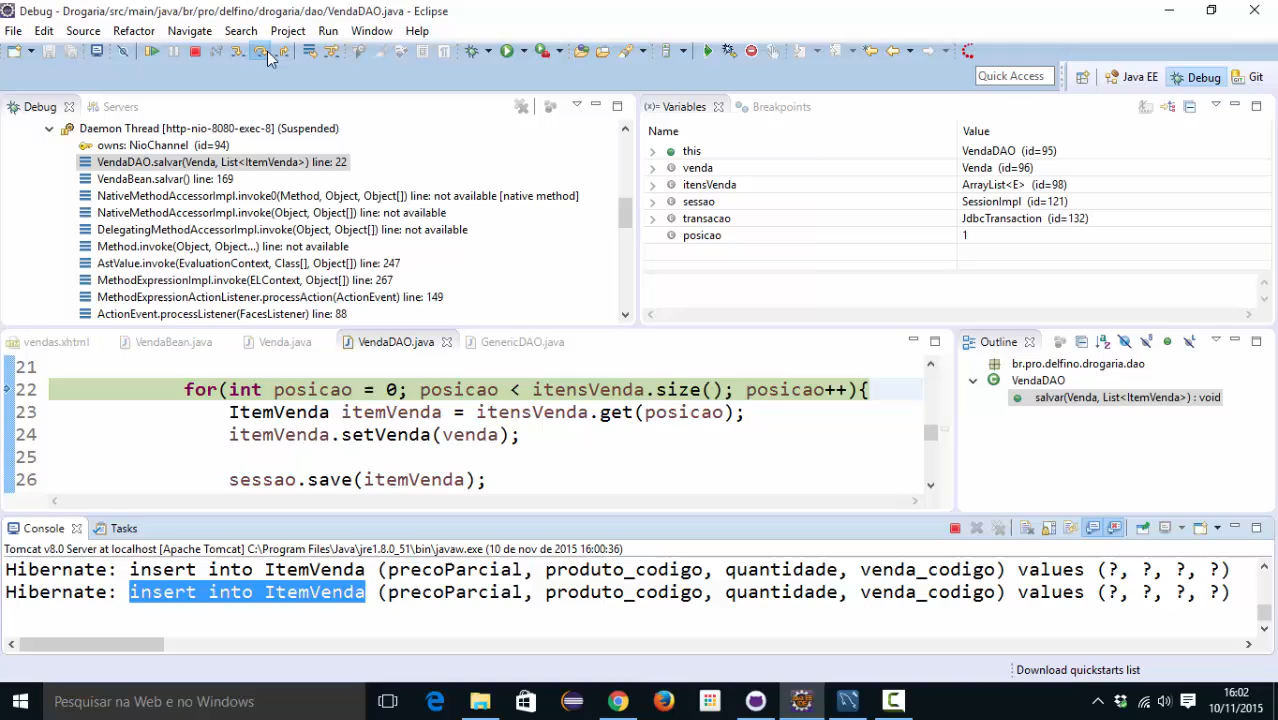 Debug - Drogaria/src/main/java/br/pro/delfino/drogaria/dao/VendaDAO.java - Eclipse
File Edit Source Refactor Navigate Search Project Run Window Help
Quick Access
Java EE
Debug
Git
Debug
Servers
Daemon Thread [http-nio-8080-exec-8] (Suspended)
owns: NioChannel (id=94)
VendaDAO.salvar(Venda, List<ItemVenda>) line: 22
VendaBean.salvar() line: 169
NativeMethodAccessorImpl.invoke0(Method, Object, Object[]) line: not available [native method]
NativeMethodAccessorImpl.invoke(Object, Object[]) line: not available
DelegatingMethodAccessorImpl.invoke(Object, Object[]) line: not available
Method.invoke(Object, Object...) line: not available
AstValue.invoke(EvaluationContext, Class[], Object[]) line: 247
MethodExpressionImpl.invoke(ELContext, Object[]) line: 267
MethodExpressionActionListener.processAction(ActionEvent) line: 149
ActionEvent.processListener(FacesListener) line: 88
(x)= Variables
Breakpoints
Name Value
this VendaDAO (id=95)
venda Venda (id=96)
itensVenda ArrayList<E> (id=98)
sessao SessionImpl (id=121)
transacao JdbcTransaction (id=132)
posicao 1
vendas.xhtml
VendaBean.java
Venda.java
VendaDAO.java
GenericDAO.java
21
22 for(int posicao = 0; posicao < itensVenda.size(); posicao++){
23 ItemVenda itemVenda = itensVenda.get(posicao);
24 itemVenda.setVenda(venda);
25
26 sessao.save(itemVenda);
Outline
br.pro.delfino.drogaria.dao
VendaDAO
salvar(Venda, List<ItemVenda>) : void
Console
Tasks
Tomcat v8.0 Server at localhost [Apache Tomcat] C:\Program Files\Java\jre1.8.0_51\bin\javaw.exe (10 de nov de 2015 16:00:36)
Hibernate: insert into ItemVenda (precoParcial, produto_codigo, quantidade, venda_codigo) values (?, ?, ?, ?)
Hibernate: insert into ItemVenda (precoParcial, produto_codigo, quantidade, venda_codigo) values (?, ?, ?, ?)
Download quickstarts list
Pesquisar na Web e no Windows
16:02
10/11/2015